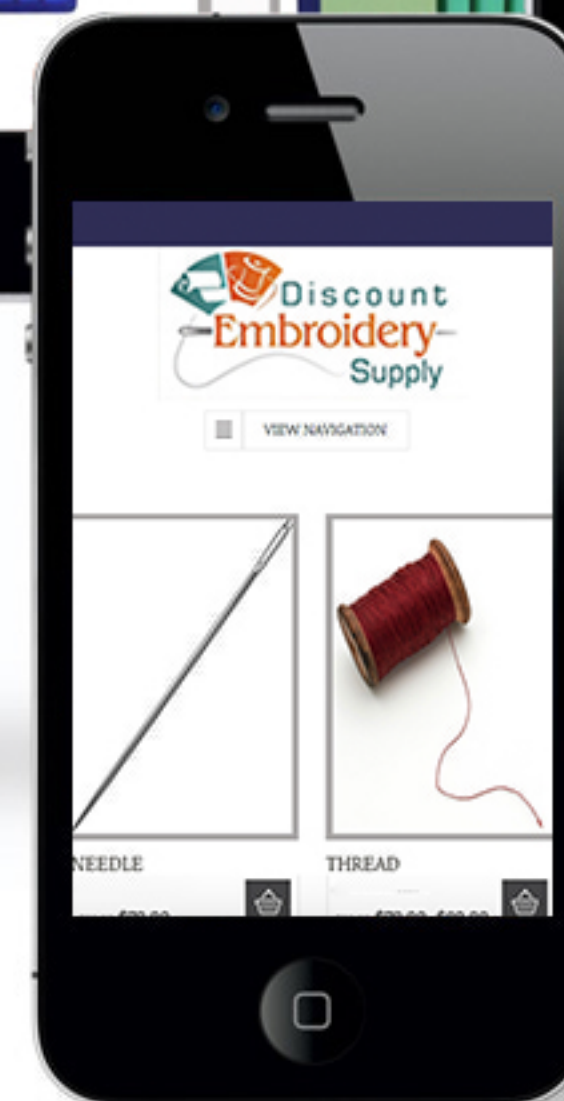 Discount
Embroidery
Supply
VIEW NAVIGATION
NEEDLE
THREAD